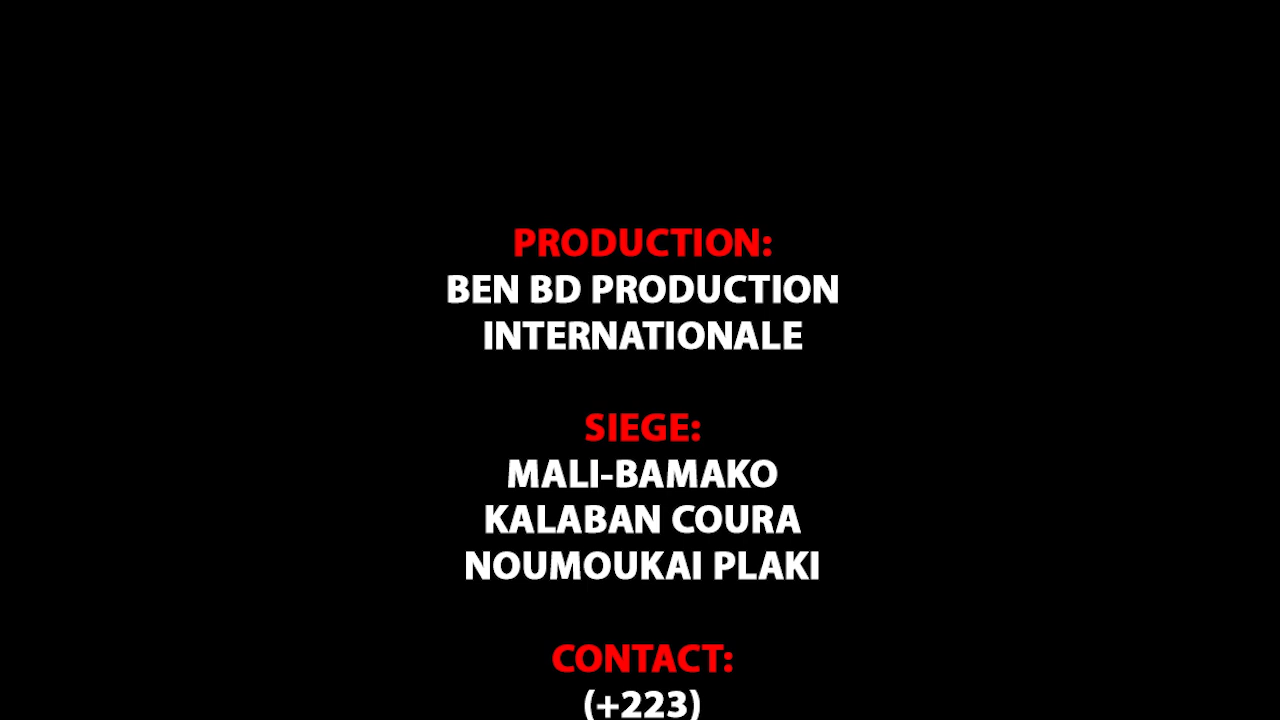 PRODUCTION:
BEN BD PRODUCTION
INTERNATIONALE
SIEGE:
MALI-BAMAKO
KALABAN COURA
NOUMOUKAI PLAKI
CONTACT:
(+223)